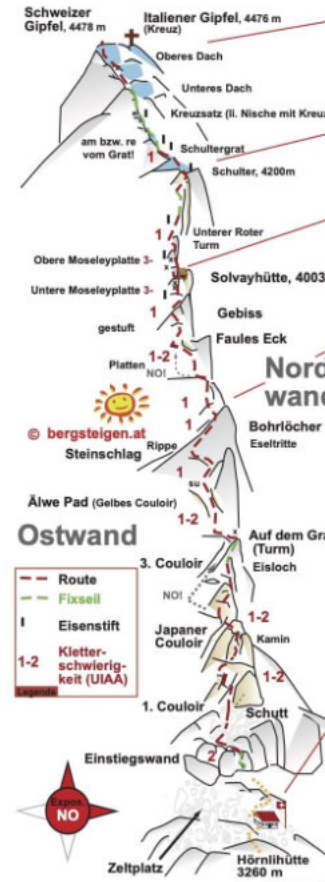 Schweizer
Gipfel, 4478 m
Italiener Gipfel, 4476 m
(Kreuz)
Oberes Dach
Unteres Dach
Kreuzsatz (li. Nische mit Kreuz
am bzw. re
vom Grat!
1
Schultergrat
Schulter, 4200m
Unterer Roter
Turm
1
Obere Moseleyplatte 3-
Solvayhütte, 4003
Untere Moseleyplatte 3-
1
Gebiss
gestuft
Faules Eck
1-2
Platten
NO!
Nord
wand
1
1
Bohrlöcher
Eseltritte
© bergsteigen.at
Steinschlag
Rippe
1
su
Älwe Pad (Gelbes Couloir)
1-2
Ostwand
Auf dem Gra
(Turm)
Eisloch
3. Couloir
NO!
Route
Fixseil
Eisenstift
1-2 Kletter-
schwierig-
keit (UIAA)
Legende
1-2
Japaner
Couloir
Kamin
1-2
1. Couloir
Schutt
Einstiegswand
2
Expos.
NO
Zeltplatz
Hörnlihütte
3260 m